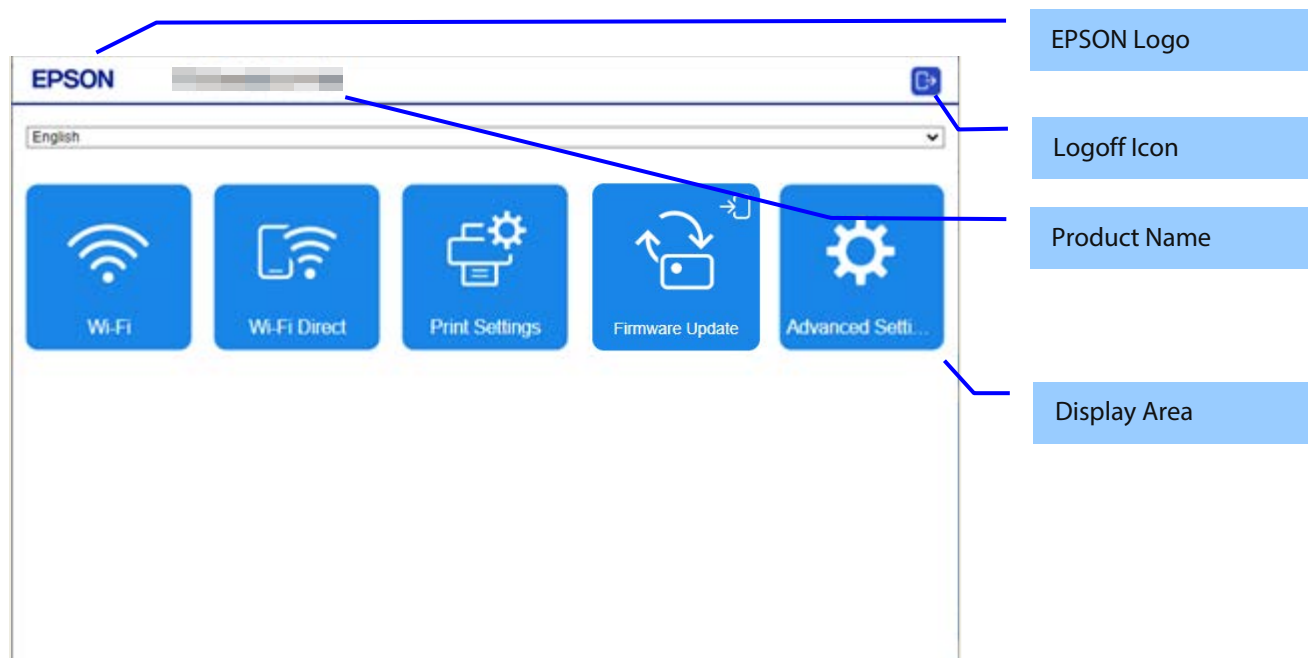 EPSON Logo
EPSON
English
Logoff Icon
Product Name
Wi-Fi
Wi-Fi Direct
Print Settings
Firmware Update
Advanced Setti...
Display Area